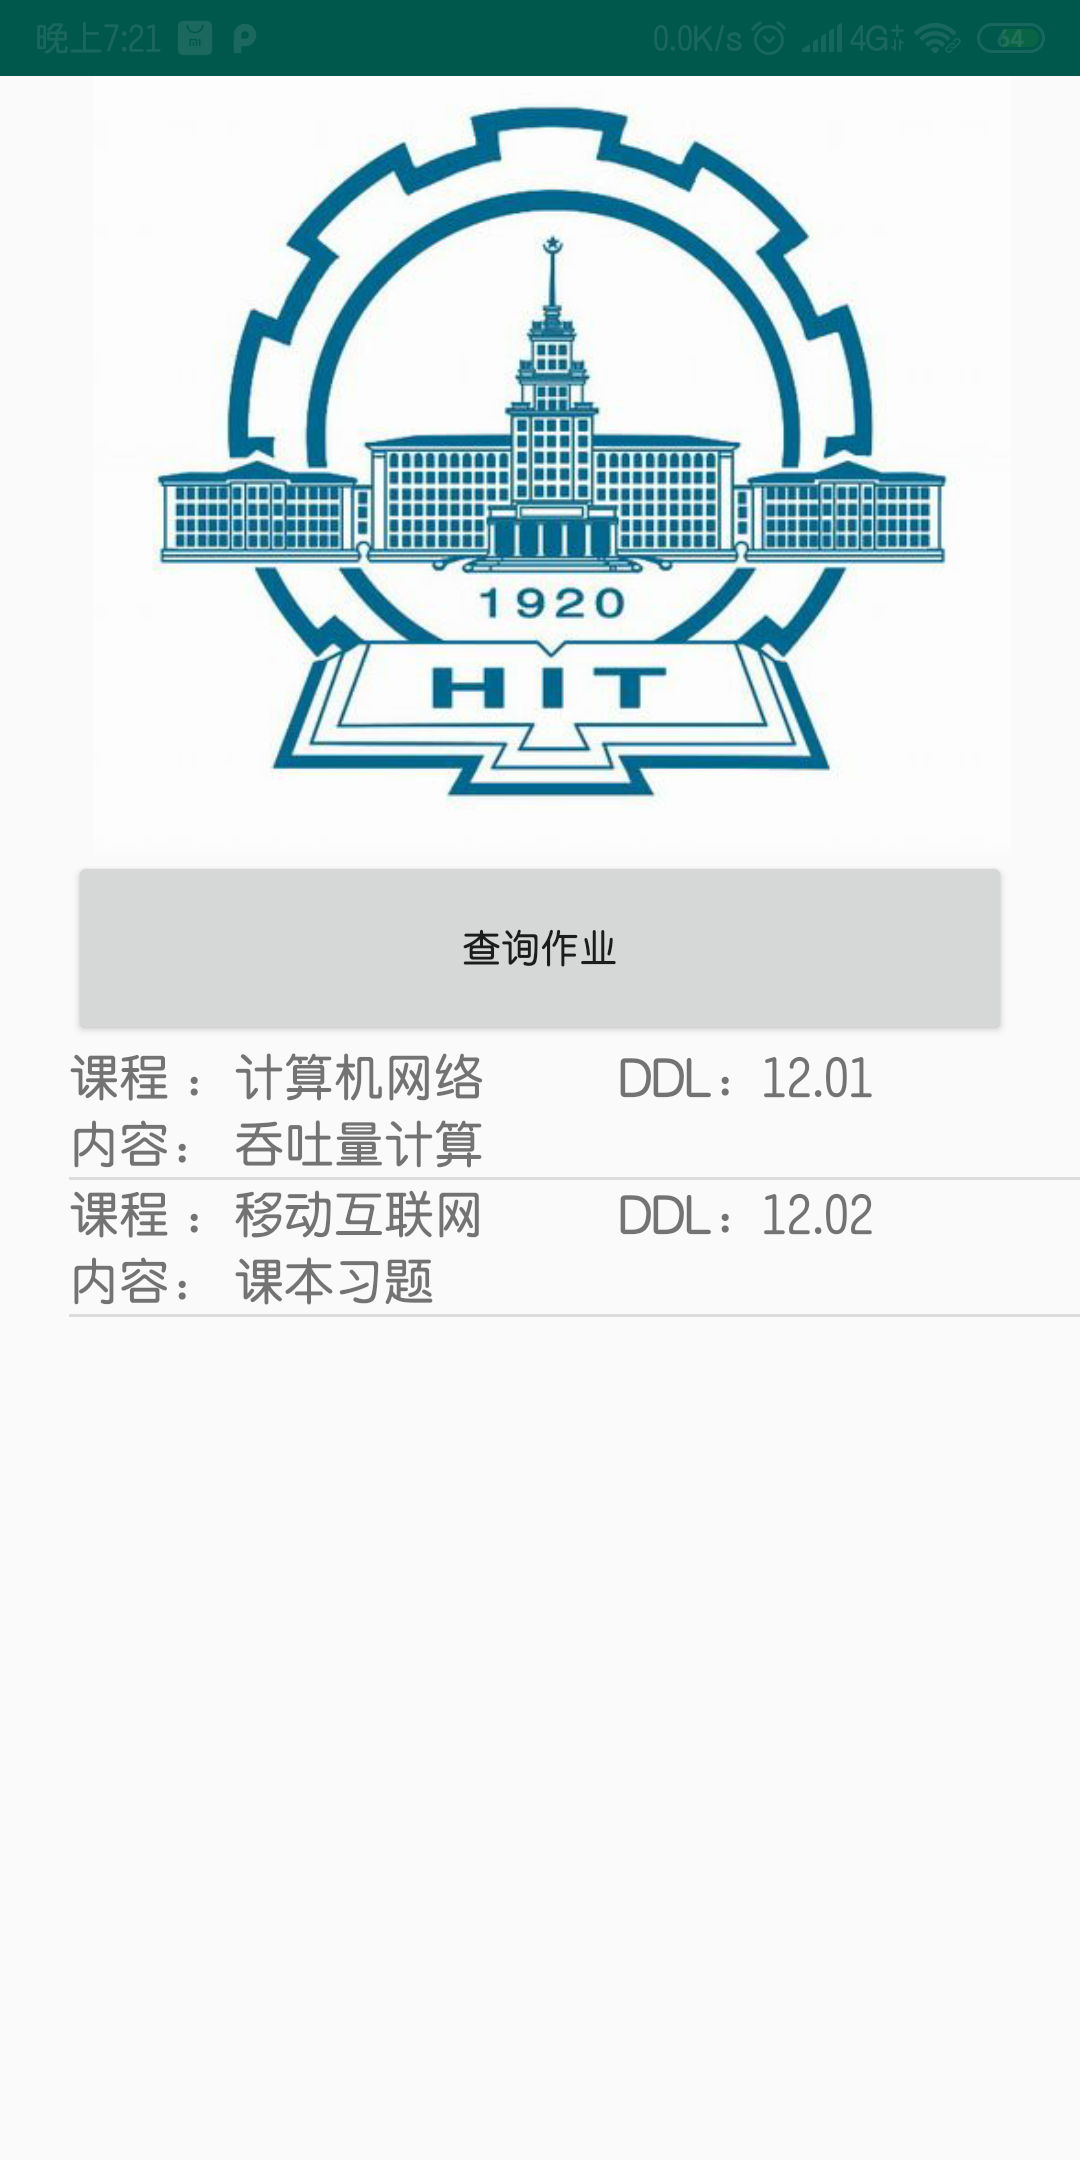 晚上7:21 mi P 0.0K/s 4G 64
1920
HIT
查询作业
课程 : 计算机网络 DDL : 12.01
内容 : 吞吐量计算
课程 : 移动互联网 DDL : 12.02
内容 : 课本习题